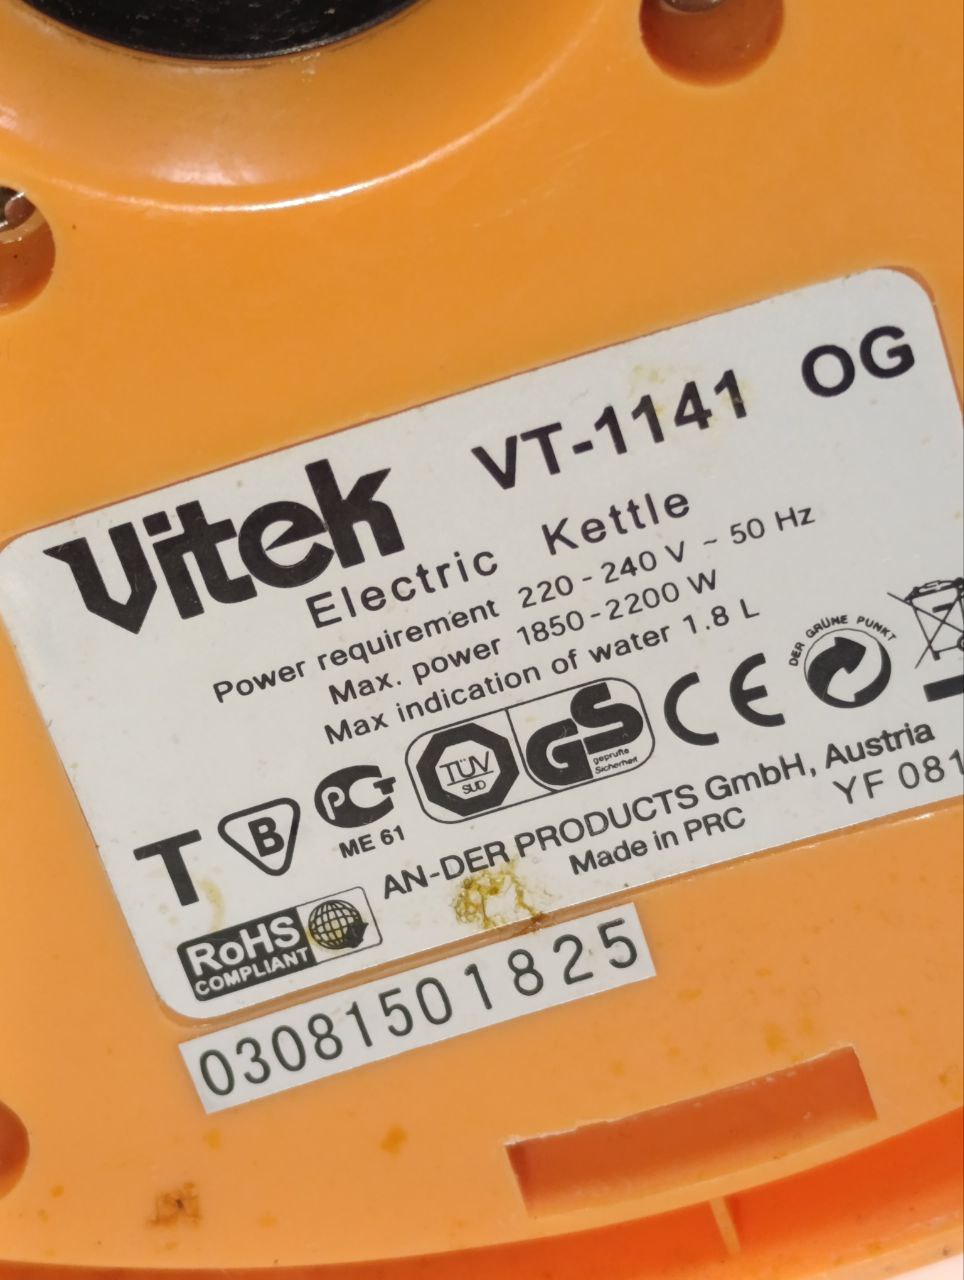 Vitek VT-1141 OG
Electric Kettle
Power requirement 220-240 V ~ 50 Hz
Max. power 1850-2200 W
Max indication of water 1.8 L
T B PCT ME 61
TÜV SÜD
GS geprüfte Sicherheit
CE
DER GRÜNE PUNKT
AN-DER PRODUCTS GmbH, Austria
Made in PRC
YF 081
RoHS
COMPLIANT
03081501825